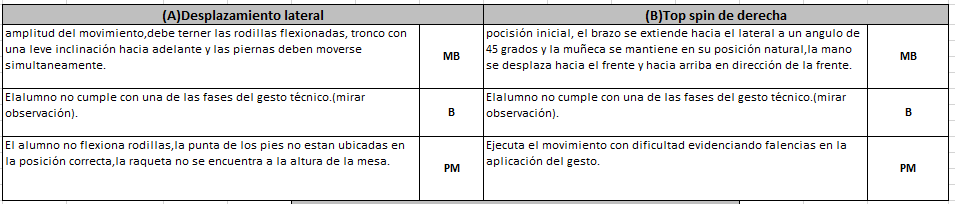 (A)Desplazamiento lateral
(B)Top spin de derecha
amplitud del movimiento,debe terner las rodillas flexionadas, tronco con
una leve inclinación hacia adelante y las piernas deben moverse
simultaneamente.
MB
pocisión inicial, el brazo se extiende hacia el lateral a un angulo de
45 grados y la muñeca se mantiene en su posición natural,la mano
se desplaza hacia el frente y hacia arriba en dirección de la frente.
MB
Elalumno no cumple con una de las fases del gesto técnico.(mirar
observación).
B
Elalumno no cumple con una de las fases del gesto técnico.(mirar
observación).
B
El alumno no flexiona rodillas,la punta de los pies no estan ubicadas en
la posición correcta,la raqueta no se encuentra a la altura de la mesa.
PM
Ejecuta el movimiento con dificultad evidenciando falencias en la
aplicación del gesto.
PM